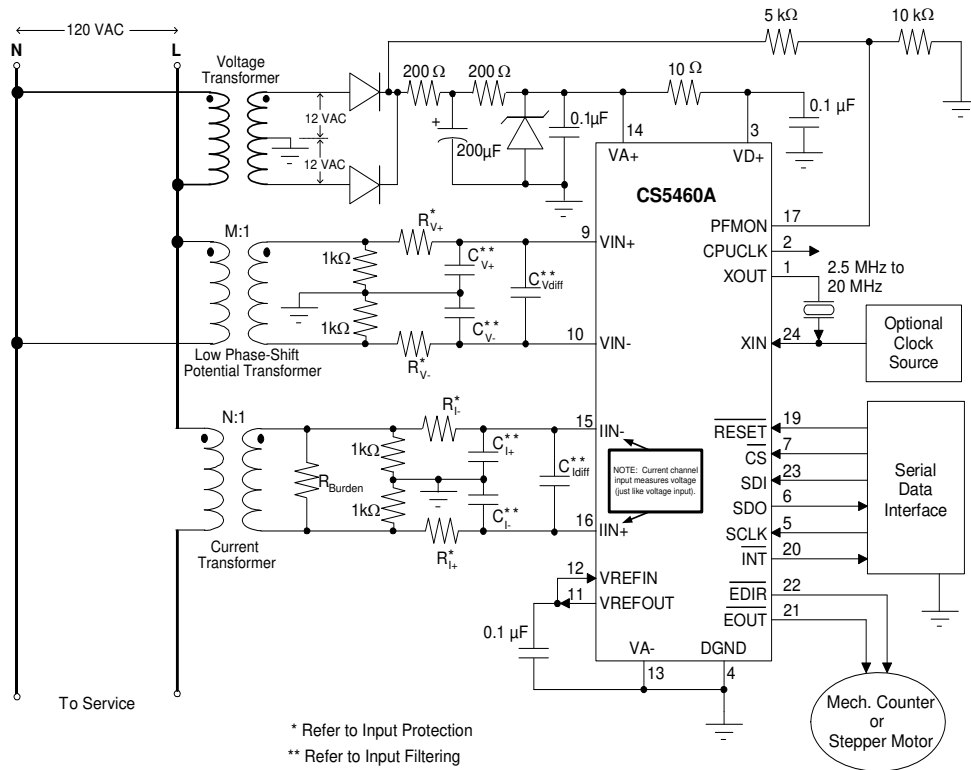 120 VAC
N
L
Voltage
Transformer
12 VAC
12 VAC
200 Ω
200 Ω
+
200µF
0.1µF
10 Ω
0.1 µF
5 kΩ
10 kΩ
14
VA+
3
VD+
CS5460A
PFMON
17
CPUCLK
2
XOUT
1
2.5 MHz to
20 MHz
XIN
24
Optional
Clock
Source
M:1
1kΩ
1kΩ
R*V+
R*V-
C**V+
C**V-
C**Vdiff
9
VIN+
10
VIN-
Low Phase-Shift
Potential Transformer
N:1
RBurden
1kΩ
1kΩ
R*I-
R*I+
C**I+
C**I-
C**Idiff
15
IIN-
16
IIN+
NOTE: Current channel
input measures voltage
(just like voltage input).
Current
Transformer
RESET
19
CS
7
SDI
23
SDO
6
SCLK
5
INT
20
Serial
Data
Interface
EDIR
22
EOUT
21
12
VREFIN
11
VREFOUT
0.1 µF
VA-
13
DGND
4
Mech. Counter
or
Stepper Motor
To Service
* Refer to Input Protection
** Refer to Input Filtering